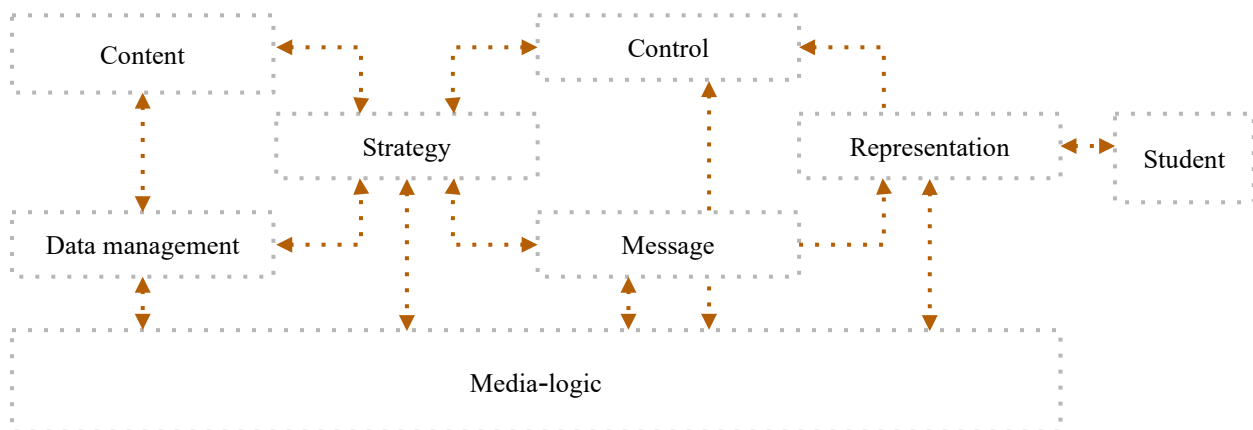 Content
Control
Strategy
Representation
Student
Data management
Message
Media-logic